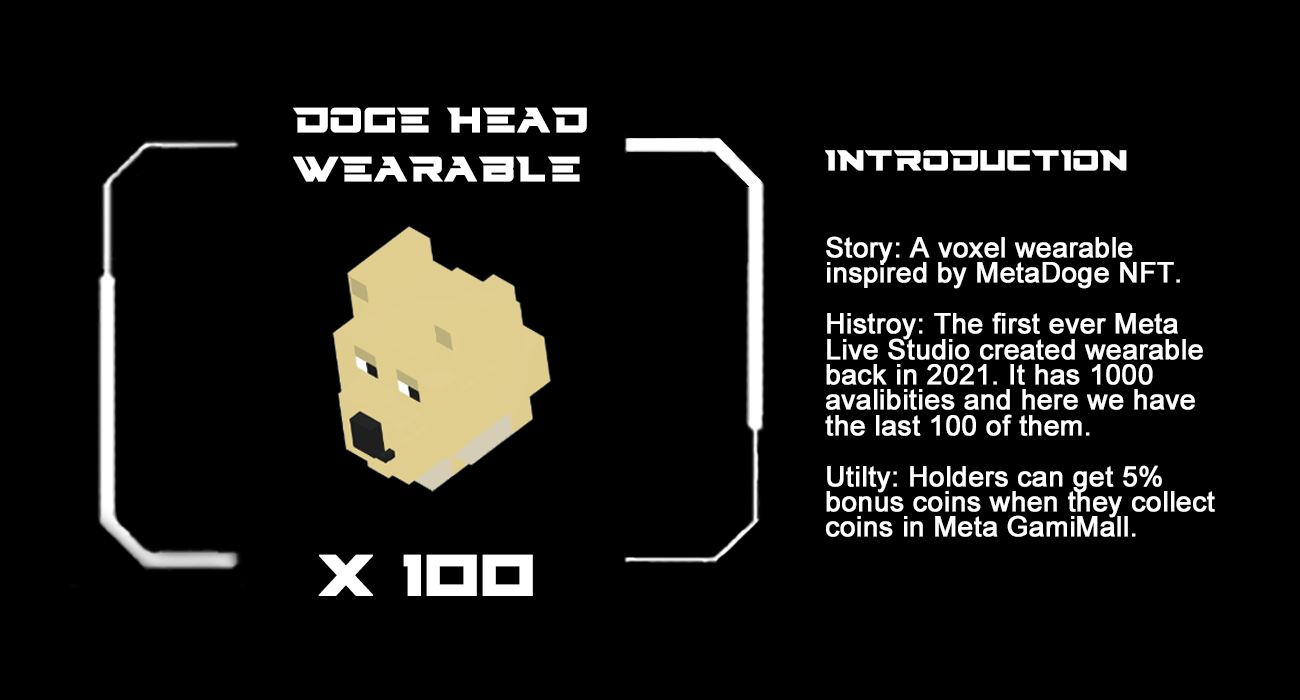 DOGE HEAD
WEARABLE
X 100
INTRODUCTION
Story: A voxel wearable
inspired by MetaDoge NFT.
Histroy: The first ever Meta
Live Studio created wearable
back in 2021. It has 1000
avalibities and here we have
the last 100 of them.
Utilty: Holders can get 5%
bonus coins when they collect
coins in Meta GamiMall.